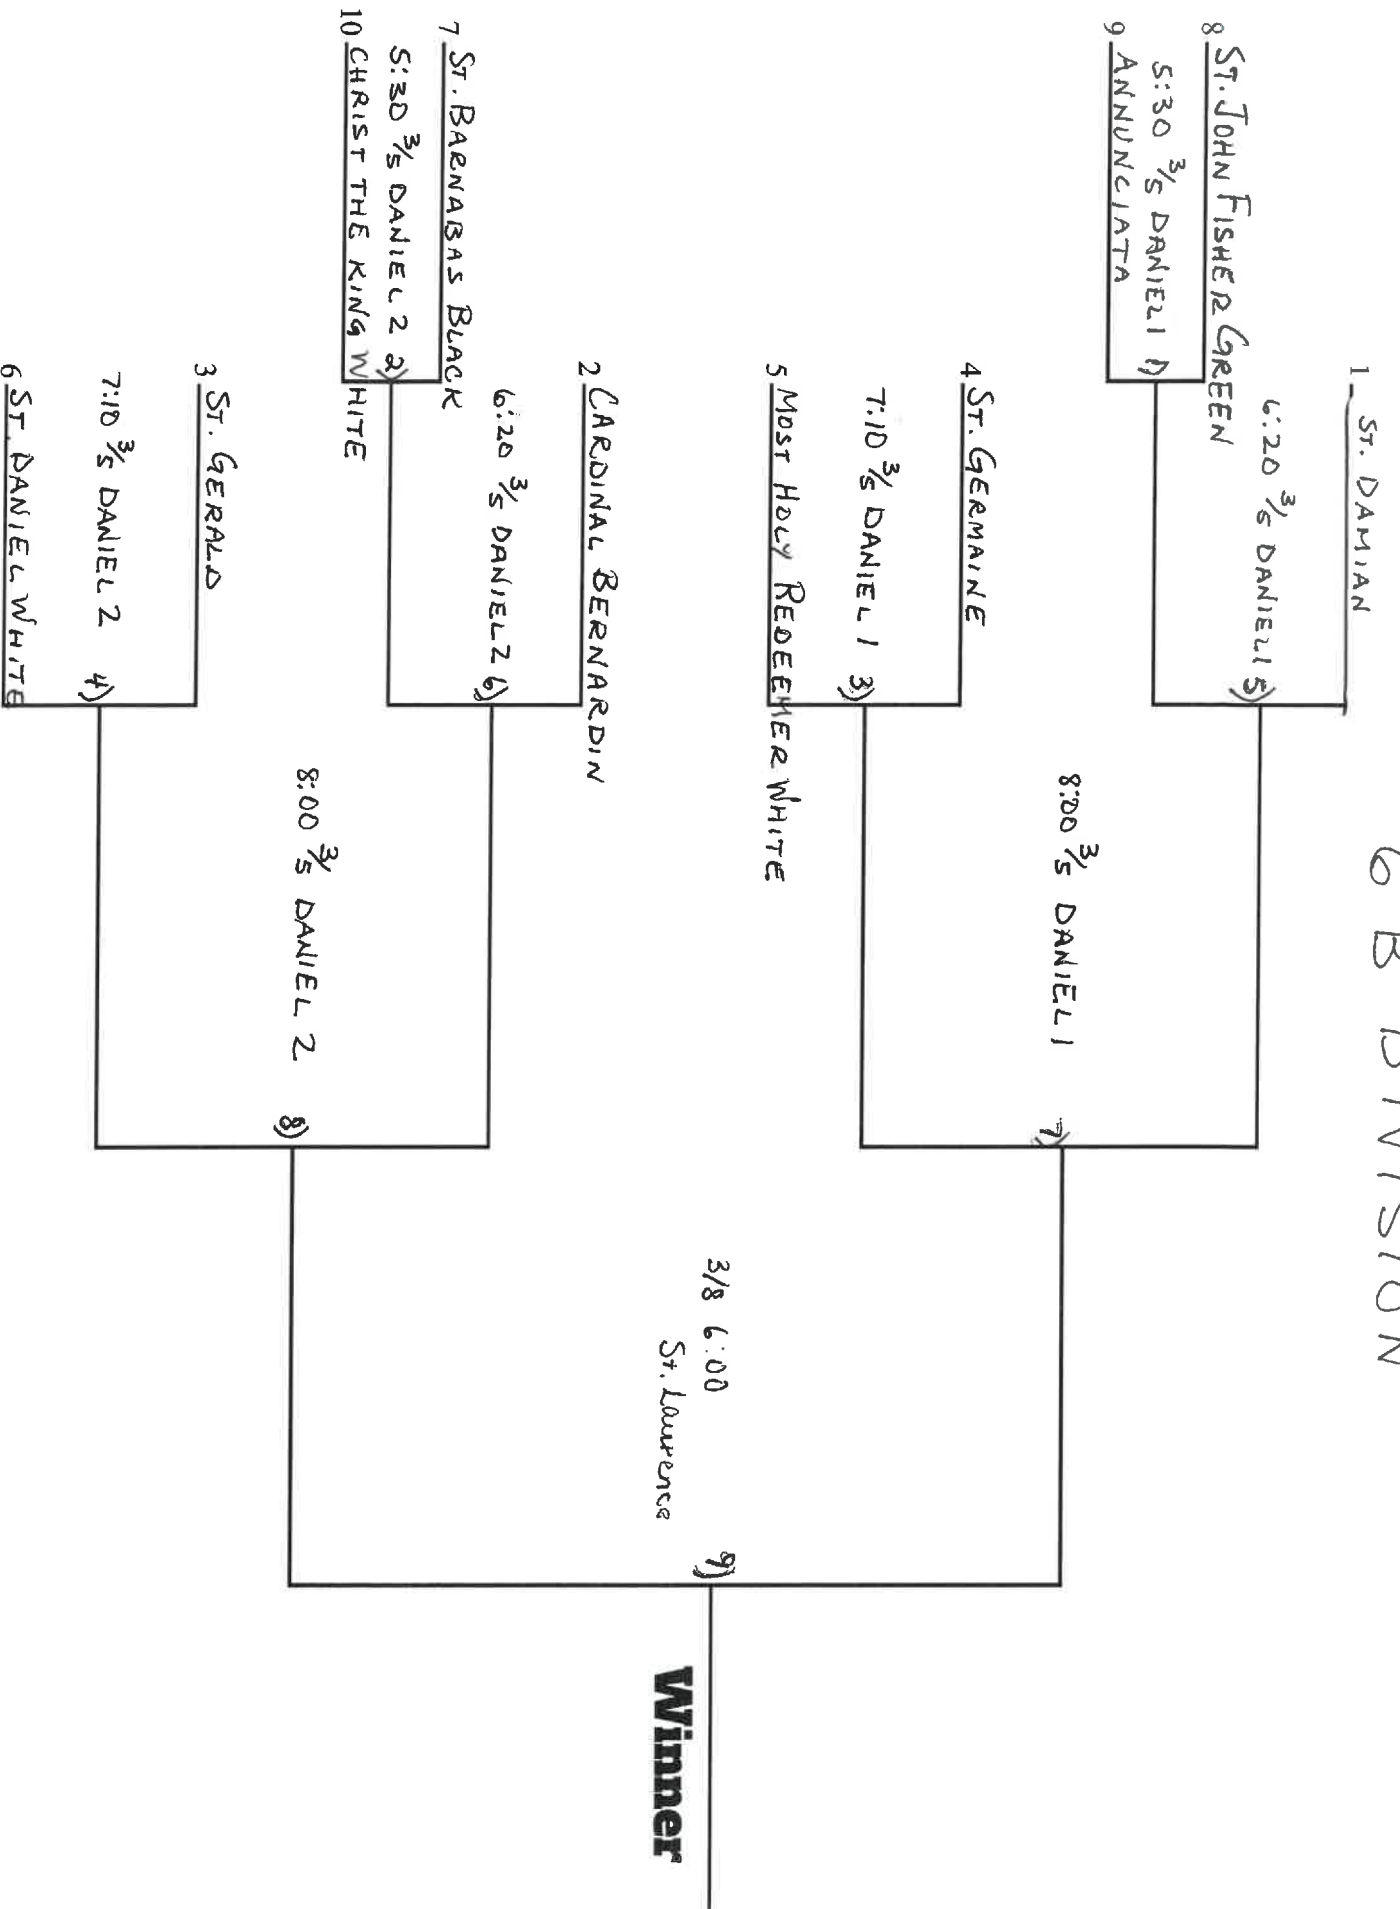 6 B DIVISION
1 ST. DAMIAN
6:20 3/5 DANIEL 1 5)
8 ST. JOHN FISHER GREEN
5:30 3/5 DANIEL 1 1)
9 ANNUNCIATA
8:00 3/5 DANIEL 1 7)
4 ST. GERMAINE
7:10 3/5 DANIEL 1 3)
5 MOST HOLY REDEEMER WHITE
3/8 6:00 9)
St. Laurence
Winner
2 CARDINAL BERNARDIN
6:20 3/5 DANIEL 2 6)
7 ST. BARNABAS BLACK
5:30 3/5 DANIEL 2 2)
10 CHRIST THE KING WHITE
8:00 3/5 DANIEL 2 8)
3 ST. GERALD
7:10 3/5 DANIEL 2 4)
6 ST. DANIEL WHITE